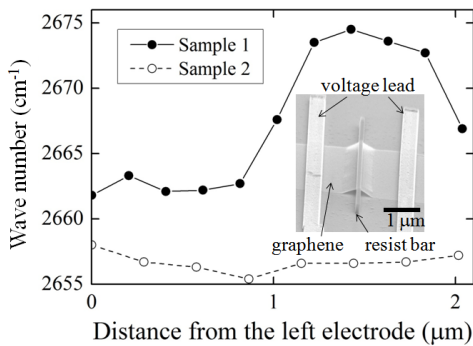 2675
2670
2665
2660
2655
Wave number (cm-1)
Sample 1
Sample 2
voltage lead
1 μm
graphene
resist bar
0
1
2
Distance from the left electrode (μm)